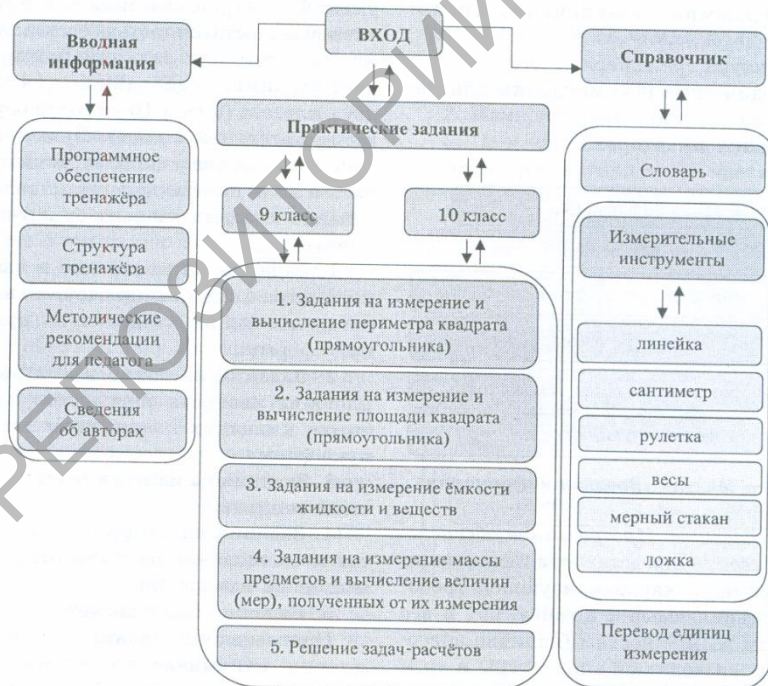 ВХОД
Вводная
информация
Справочник
Практические задания
Программное
обеспечение
тренажёра
Структура
тренажёра
Методические
рекомендации
для педагога
Сведения
об авторах
9 класс
10 класс
1. Задания на измерение и
вычисление периметра квадрата
(прямоугольника)
2. Задания на измерение и
вычисление площади квадрата
(прямоугольника)
3. Задания на измерение ёмкости
жидкости и веществ
4. Задания на измерение массы
предметов и вычисление величин
(мер), полученных от их измерения
5. Решение задач-расчётов
Словарь
Измерительные
инструменты
линейка
сантиметр
рулетка
весы
мерный стакан
ложка
Перевод единиц
измерения
РЕПОЗИТОРИЙ